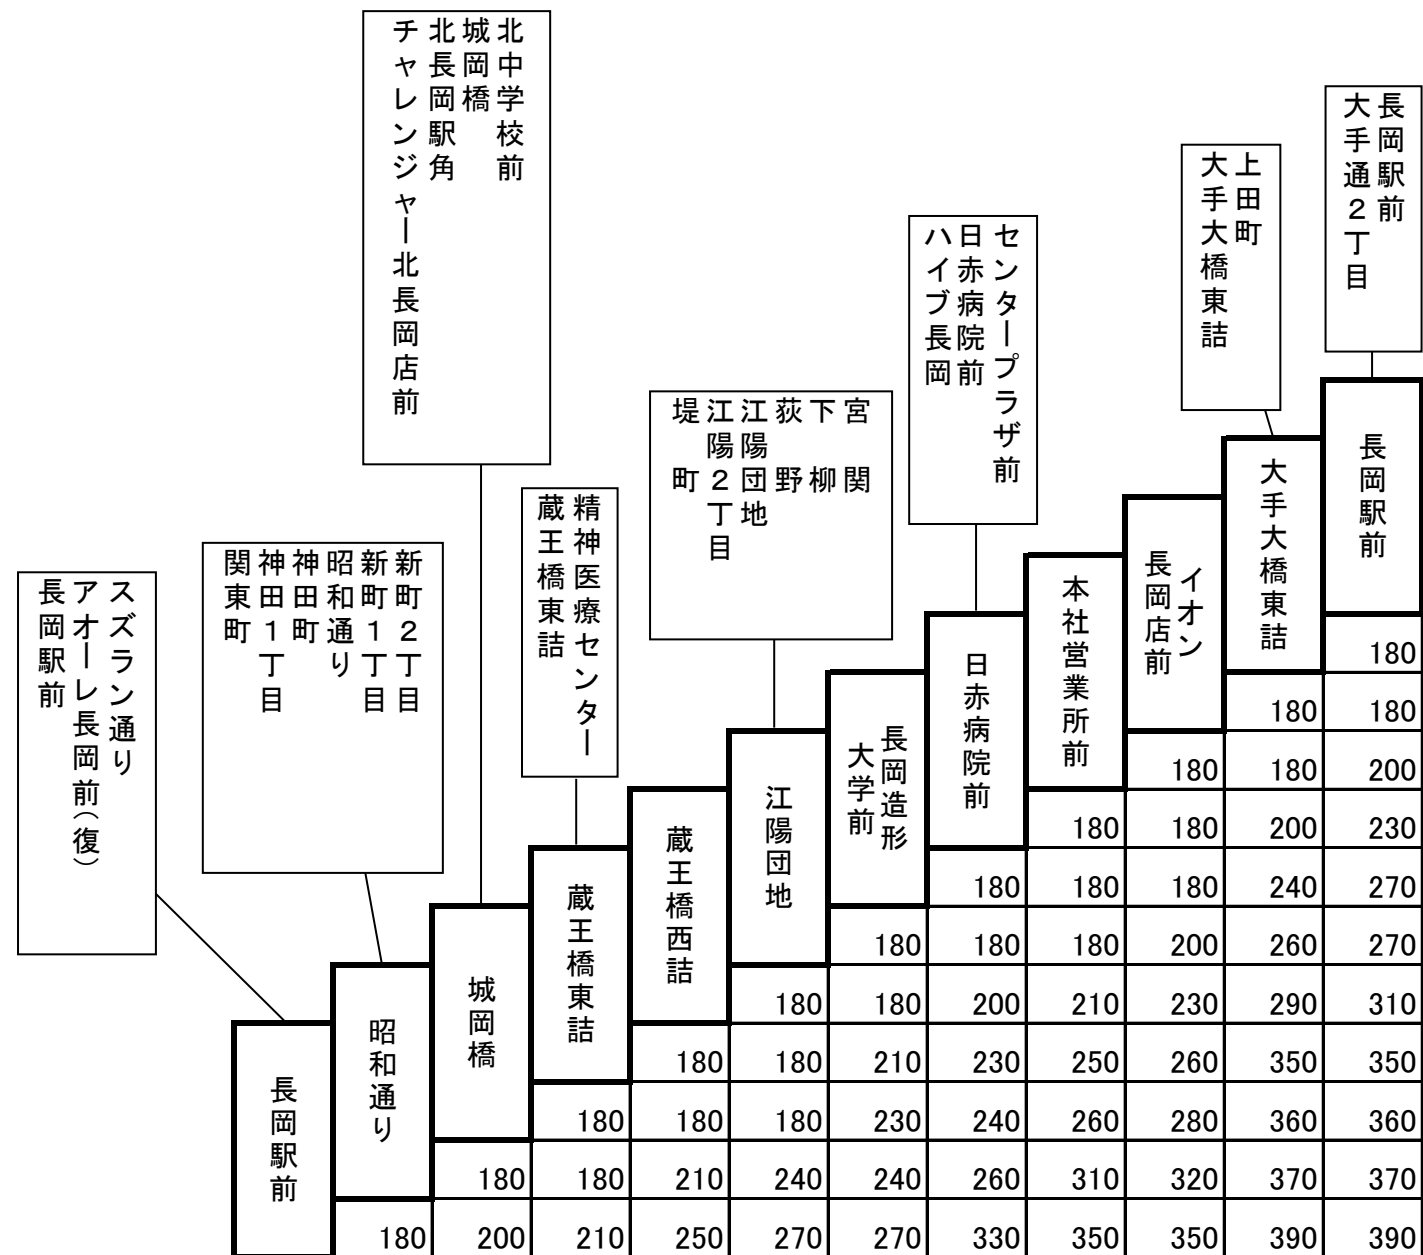 北中学校前
城岡橋
北長岡駅角
チャレンジャー北長岡店前
長岡駅前
大手通２丁目
上田町
大手大橋東詰
センタープラザ前
日赤病院前
ハイブ長岡
宮関
下柳
荻野
江陽団地
江陽２丁目
堤町
精神医療センター
蔵王橋東詰
新町２丁目
新町１丁目
昭和通り
神田町
神田１丁目
関東町
スズラン通り
アオーレ長岡前（復）
長岡駅前
長岡駅前
大手大橋東詰
イオン
長岡店前
本社営業所前
日赤病院前
長岡造形
大学前
江陽団地
蔵王橋西詰
蔵王橋東詰
城岡橋
昭和通り
長岡駅前
180
180 180
180 180 200
180 180 200 230
180 180 180 240 270
180 180 180 200 260 270
180 180 200 210 230 290 310
180 180 210 230 250 260 350 350
180 180 180 230 240 260 280 360 360
180 180 210 240 240 260 310 320 370 370
180 200 210 250 270 270 330 350 350 390 390